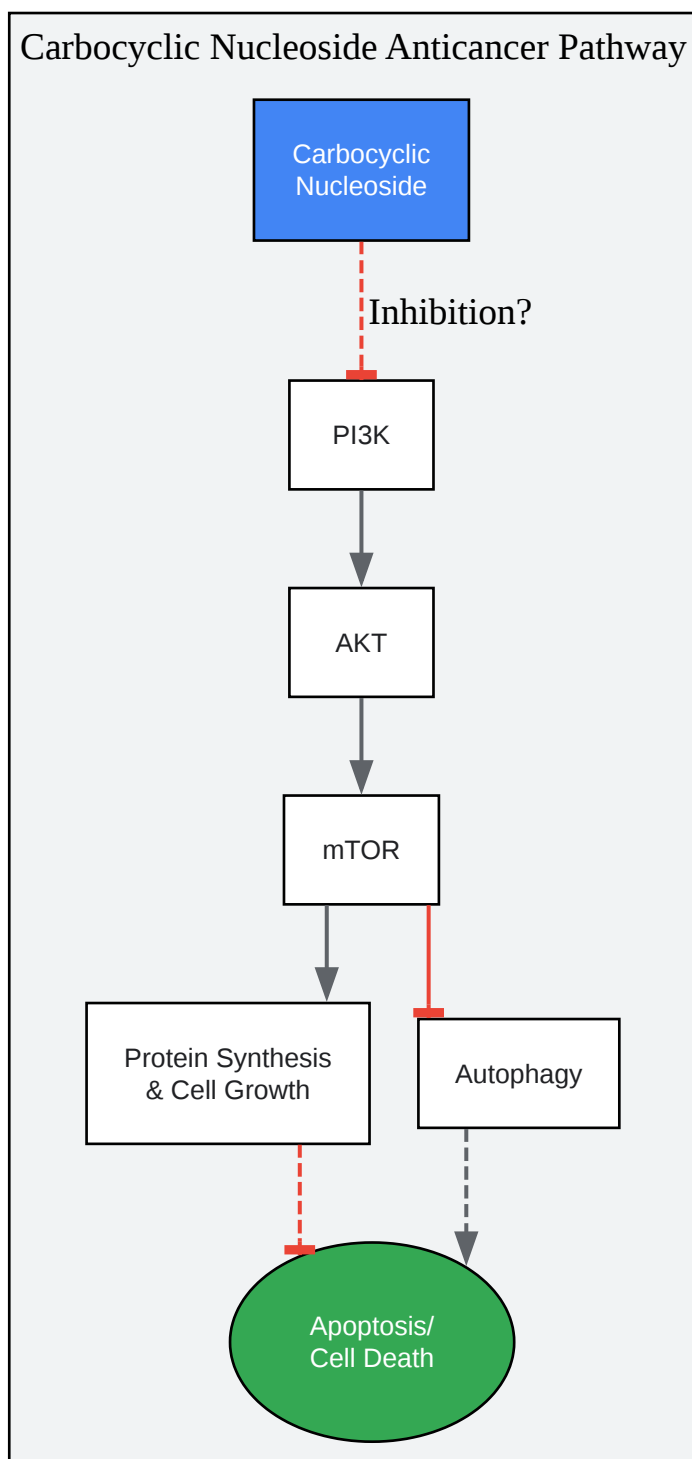 Carbocyclic Nucleoside Anticancer Pathway
Carbocyclic
Nucleoside
Inhibition?
PI3K
AKT
mTOR
Protein Synthesis
& Cell Growth
Autophagy
Apoptosis/
Cell Death